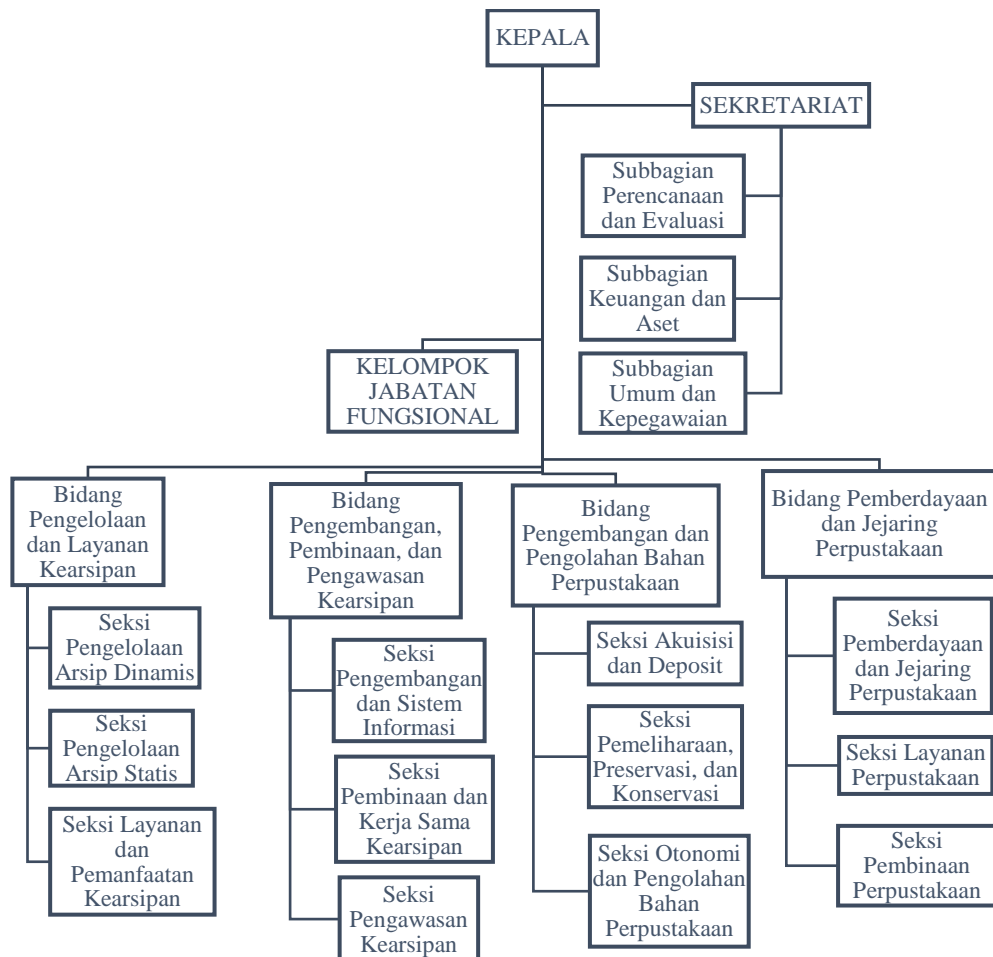 KEPALA
SEKRETARIAT
Subbagian
Perencanaan
dan Evaluasi
Subbagian
Keuangan dan
Aset
Subbagian
Umum dan
Kepegawaian
KELOMPOK
JABATAN
FUNGSIONAL
Bidang
Pengelolaan
dan Layanan
Kearsipan
Seksi
Pengelolaan
Arsip Dinamis
Seksi
Pengelolaan
Arsip Statis
Seksi Layanan
dan
Pemanfaatan
Kearsipan
Bidang
Pengembangan,
Pembinaan, dan
Pengawasan
Kearsipan
Seksi
Pengembangan
dan Sistem
Informasi
Seksi
Pembinaan dan
Kerja Sama
Kearsipan
Seksi
Pengawasan
Kearsipan
Bidang
Pengembangan dan
Pengolahan Bahan
Perpustakaan
Seksi Akuisisi
dan Deposit
Seksi
Pemeliharaan,
Preservasi, dan
Konservasi
Seksi Otonomi
dan Pengolahan
Bahan
Perpustakaan
Bidang Pemberdayaan
dan Jejaring
Perpustakaan
Seksi
Pemberdayaan
dan Jejaring
Perpustakaan
Seksi Layanan
Perpustakaan
Seksi
Pembinaan
Perpustakaan